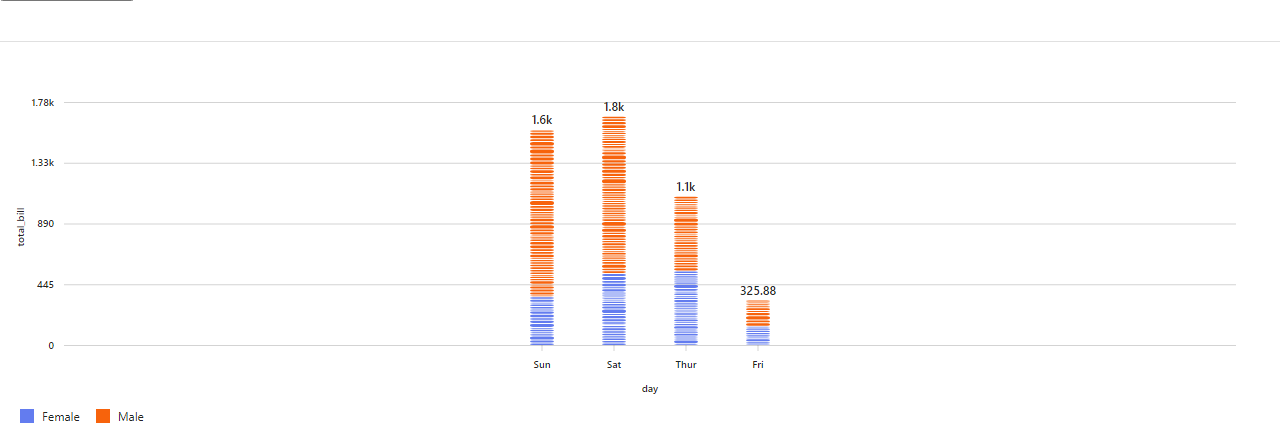 1.78k
1.33k
890
445
0
total_bill
1.6k
1.8k
1.1k
325.88
Sun Sat Thur Fri
day
Female Male